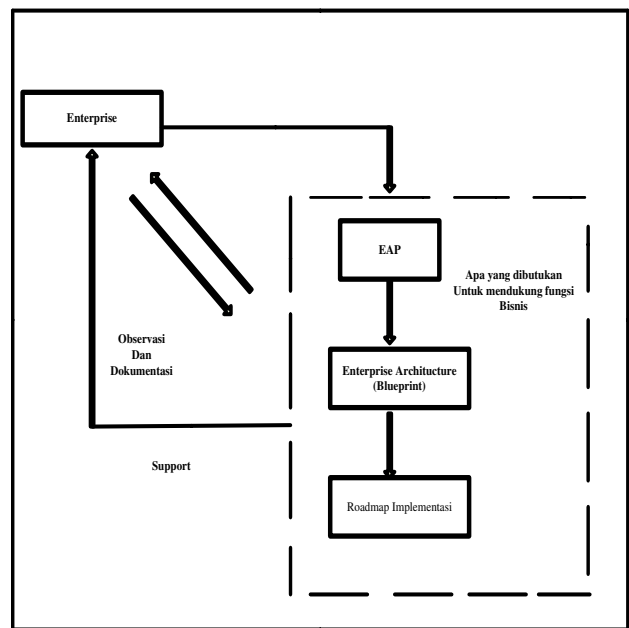 Enterprise
EAP
Apa yang dibutukan
Untuk mendukung fungsi
Bisnis
Observasi
Dan
Dokumentasi
Enterprise Architucture
(Blueprint)
Support
Roadmap Implementasi